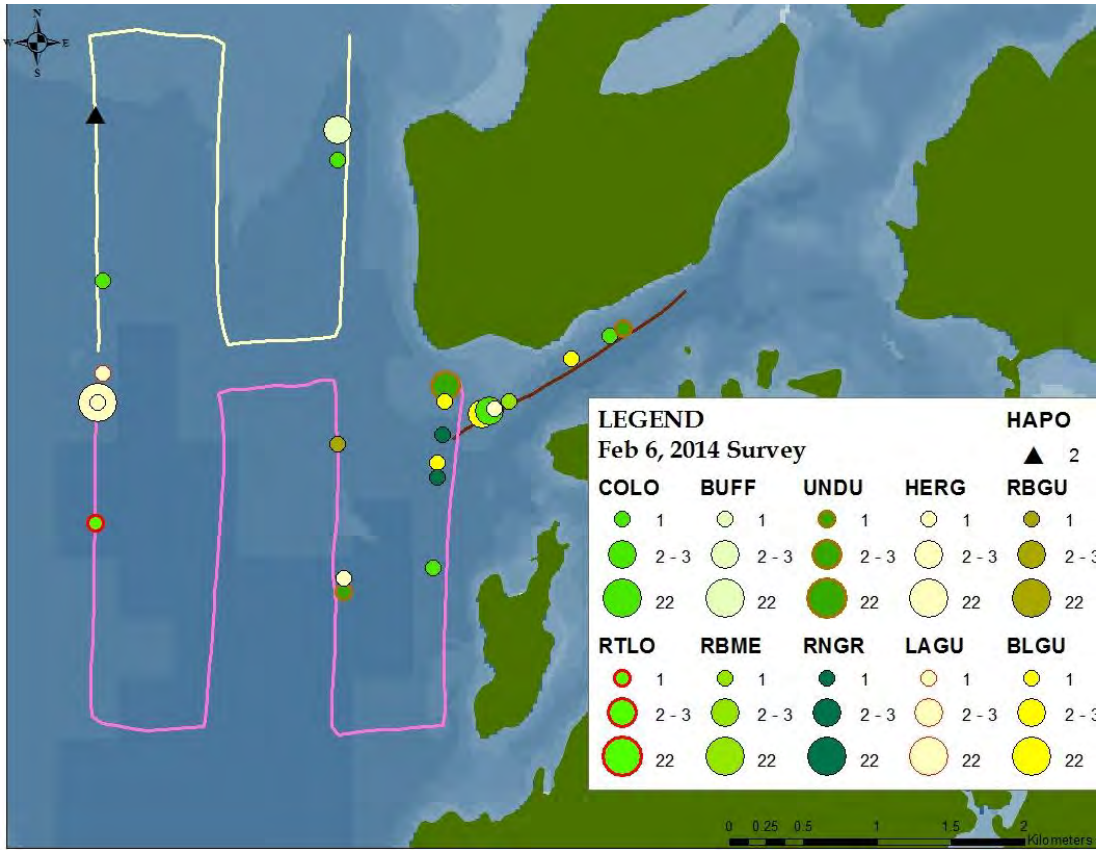 N
W E
S
LEGEND
HAPO
Feb 6, 2014 Survey
2
COLO BUFF UNDU HERG RBGU
1 1 1 1 1
2 - 3 2 - 3 2 - 3 2 - 3 2 - 3
22 22 22 22 22
RTLO RBME RNGR LAGU BLGU
1 1 1 1 1
2 - 3 2 - 3 2 - 3 2 - 3 2 - 3
22 22 22 22 22
0 0.25 0.5 1 1.5 2
Kilometers